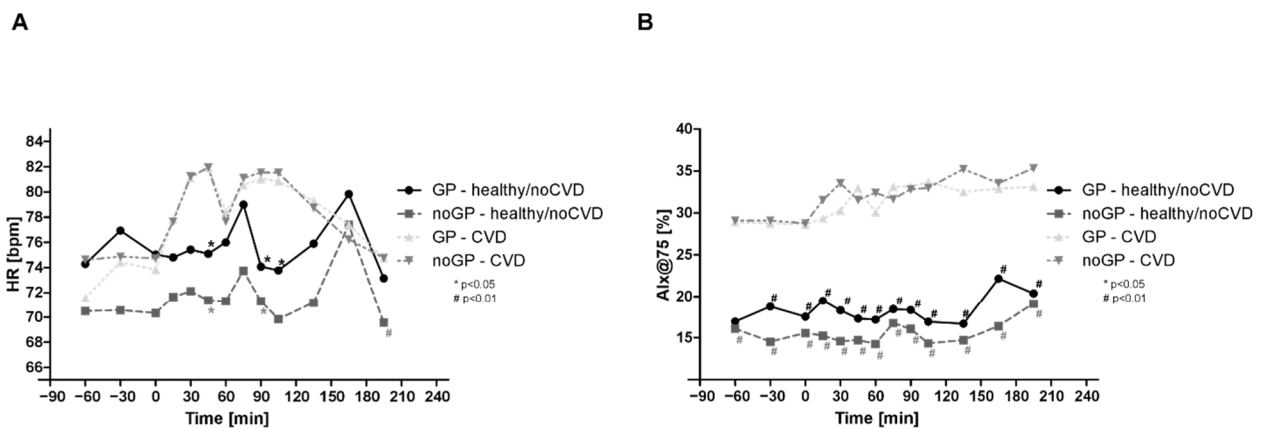 A
B
84
82
80
78
76
74
72
70
68
66
HR [bpm]
−90 −60 −30 0 30 60 90 120 150 180 210 240
Time [min]
* * *
* * #
GP - healthy/noCVD
noGP - healthy/noCVD
GP - CVD
noGP - CVD
* p<0.05
# p<0.01
40
35
30
25
20
15
AIx@75 [%]
−90 −60 −30 0 30 60 90 120 150 180 210 240
Time [min]
# # # # # # # # # # # #
# # # # # # # # # # # #
GP - healthy/noCVD
noGP - healthy/noCVD
GP - CVD
noGP - CVD
* p<0.05
# p<0.01